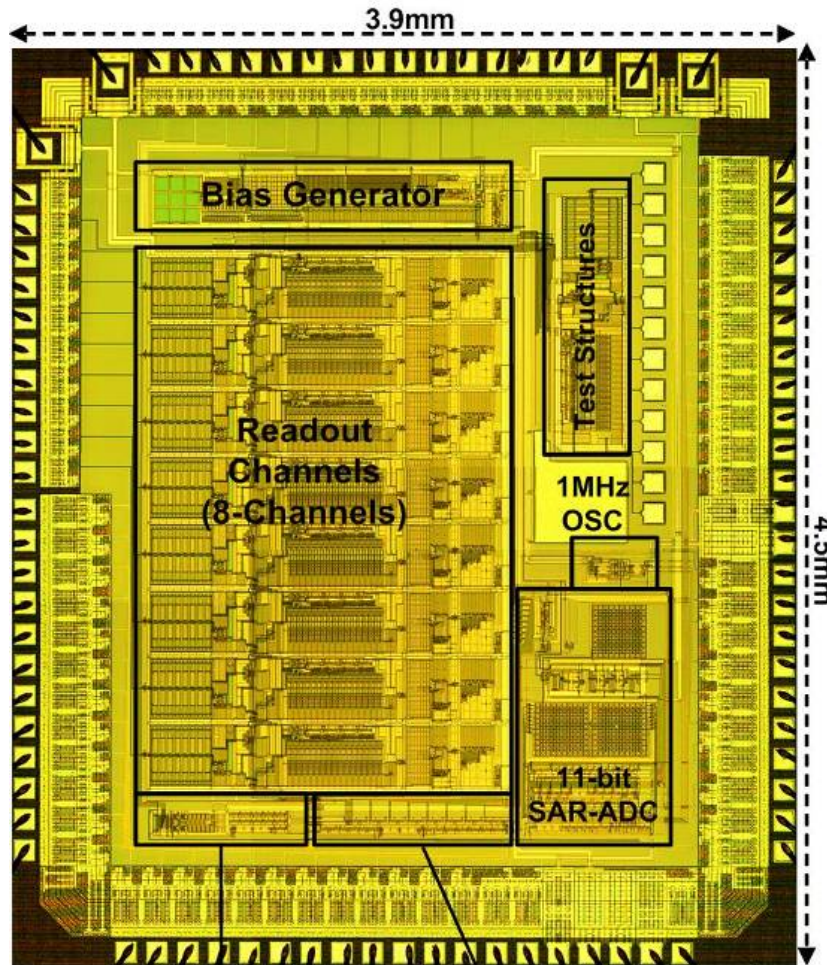 3.9mm
Bias Generator
Test Structures
Readout
Channels
(8-Channels)
1MHz
OSC
4.5mm
11-bit
SAR-ADC